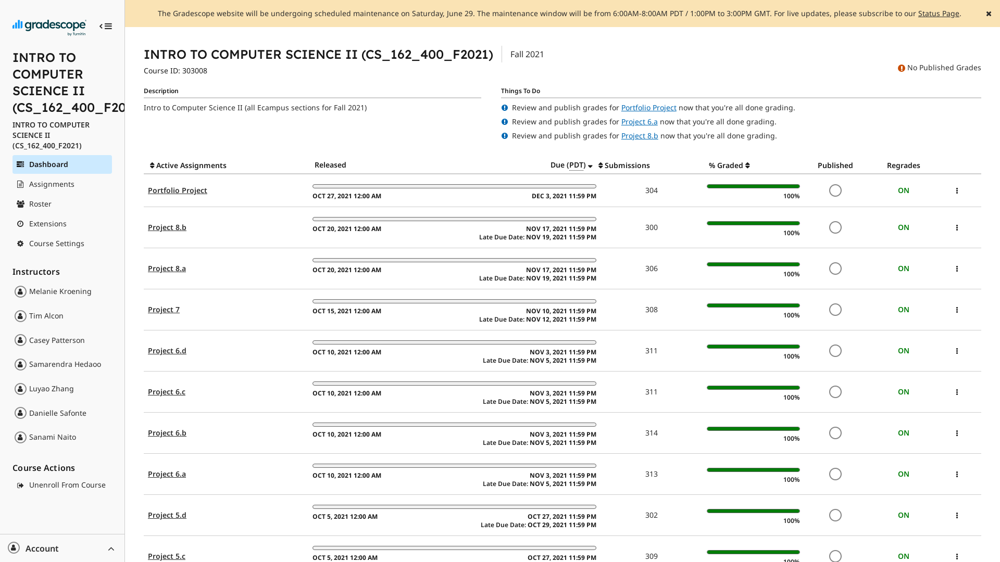 The Gradescope website will be undergoing scheduled maintenance on Saturday, June 29. The maintenance window will be from 6:00AM-8:00AM PDT / 1:00PM to 3:00PM GMT. For live updates, please subscribe to our Status Page.
gradescope
by Turnitin
INTRO TO
COMPUTER
SCIENCE II
(CS_162_400_F20
INTRO TO COMPUTER
SCIENCE II
(CS_162_400_F2021)
Dashboard
Assignments
Roster
Extensions
Course Settings
Instructors
Melanie Kroening
Tim Alcon
Casey Patterson
Samarendra Hedaoo
Luyao Zhang
Danielle Safonte
Sanami Naito
Course Actions
Unenroll From Course
Account
INTRO TO COMPUTER SCIENCE II (CS_162_400_F2021) Fall 2021
Course ID: 303008
No Published Grades
Description
Intro to Computer Science II (all Ecampus sections for Fall 2021)
Things To Do
Review and publish grades for Portfolio Project now that you're all done grading.
Review and publish grades for Project 6.a now that you're all done grading.
Review and publish grades for Project 8.b now that you're all done grading.
Active Assignments Released Due (PDT) Submissions % Graded Published Regrades
Portfolio Project OCT 27, 2021 12:00 AM DEC 3, 2021 11:59 PM 304 100% ON
Project 8.b OCT 20, 2021 12:00 AM NOV 17, 2021 11:59 PM 300 100% ON
Late Due Date: NOV 19, 2021 11:59 PM
Project 8.a OCT 20, 2021 12:00 AM NOV 17, 2021 11:59 PM 306 100% ON
Late Due Date: NOV 19, 2021 11:59 PM
Project 7 OCT 15, 2021 12:00 AM NOV 10, 2021 11:59 PM 308 100% ON
Late Due Date: NOV 12, 2021 11:59 PM
Project 6.d OCT 10, 2021 12:00 AM NOV 3, 2021 11:59 PM 311 100% ON
Late Due Date: NOV 5, 2021 11:59 PM
Project 6.c OCT 10, 2021 12:00 AM NOV 3, 2021 11:59 PM 311 100% ON
Late Due Date: NOV 5, 2021 11:59 PM
Project 6.b OCT 10, 2021 12:00 AM NOV 3, 2021 11:59 PM 314 100% ON
Late Due Date: NOV 5, 2021 11:59 PM
Project 6.a OCT 10, 2021 12:00 AM NOV 3, 2021 11:59 PM 313 100% ON
Late Due Date: NOV 5, 2021 11:59 PM
Project 5.d OCT 5, 2021 12:00 AM OCT 27, 2021 11:59 PM 302 100% ON
Late Due Date: OCT 29, 2021 11:59 PM
Project 5.c OCT 5, 2021 12:00 AM OCT 27, 2021 11:59 PM 309 100% ON